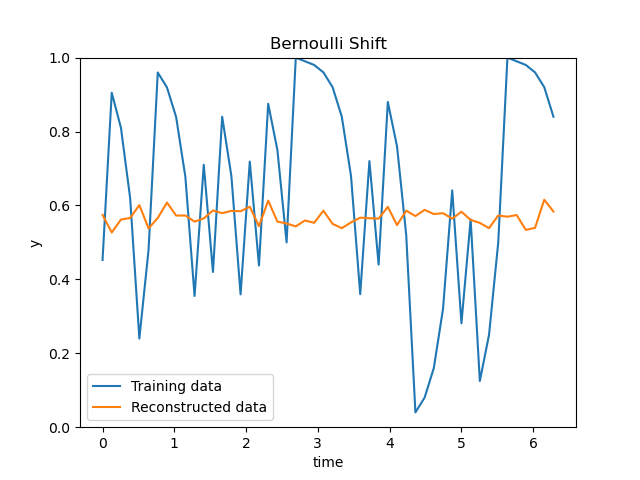 Bernoulli Shift
1.0
0.8
0.6
0.4
0.2
0.0
y
Training data
Reconstructed data
0 1 2 3 4 5 6
time